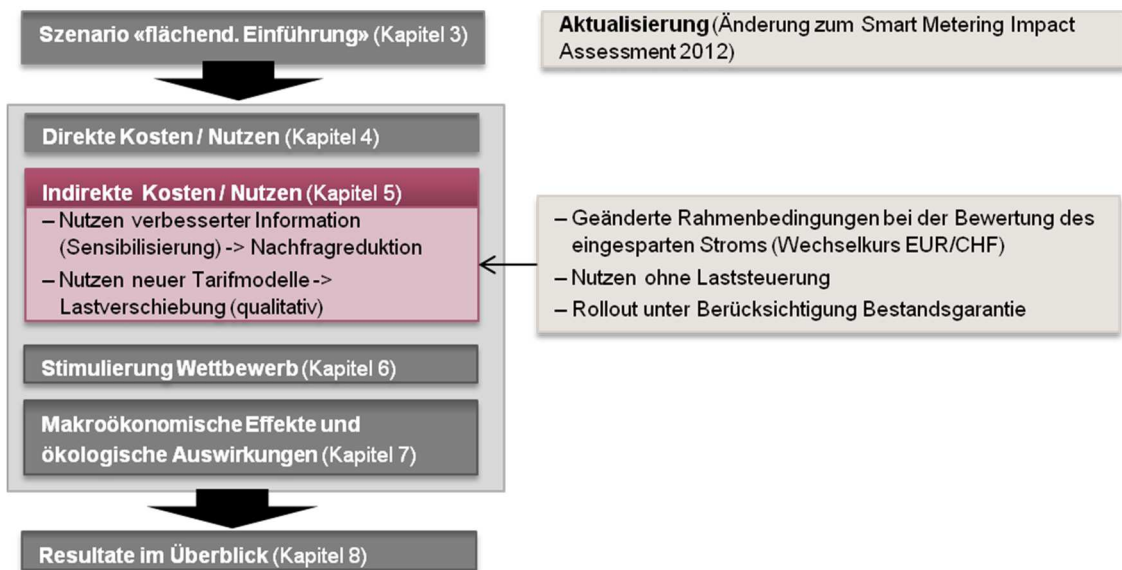 Szenario «flächend. Einführung» (Kapitel 3)
Aktualisierung (Änderung zum Smart Metering Impact
Assessment 2012)
Direkte Kosten / Nutzen (Kapitel 4)
Indirekte Kosten / Nutzen (Kapitel 5)
– Nutzen verbesserter Information
(Sensibilisierung) -> Nachfragreduktion
– Nutzen neuer Tarifmodelle ->
Lastverschiebung (qualitativ)
– Geänderte Rahmenbedingungen bei der Bewertung des
eingesparten Stroms (Wechselkurs EUR/CHF)
– Nutzen ohne Laststeuerung
– Rollout unter Berücksichtigung Bestandsgarantie
Stimulierung Wettbewerb (Kapitel 6)
Makroökonomische Effekte und
ökologische Auswirkungen (Kapitel 7)
Resultate im Überblick (Kapitel 8)